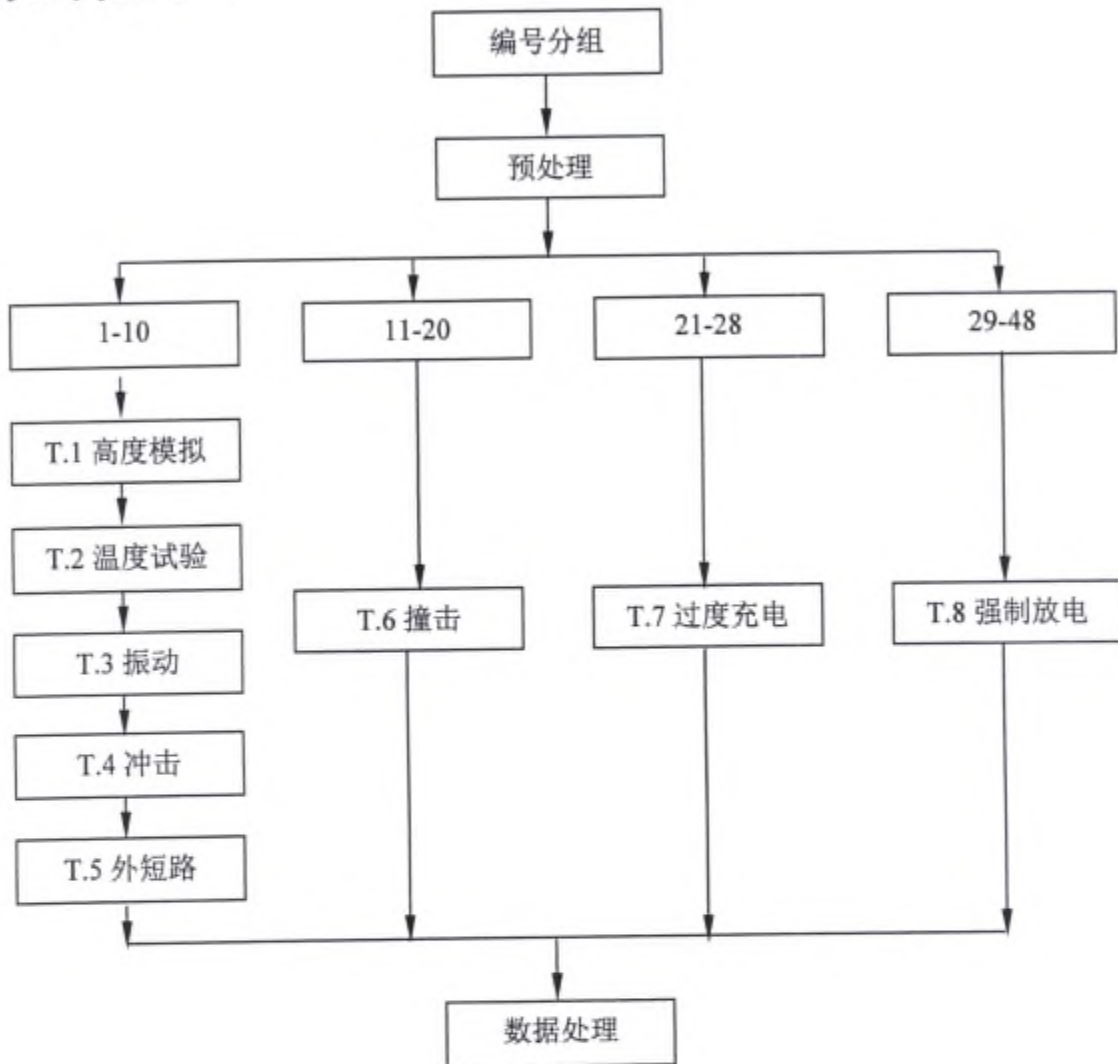 编号分组
预处理
1-10
11-20
21-28
29-48
T.1 高度模拟
T.2 温度试验
T.3 振动
T.4 冲击
T.5 外短路
T.6 撞击
T.7 过度充电
T.8 强制放电
数据处理